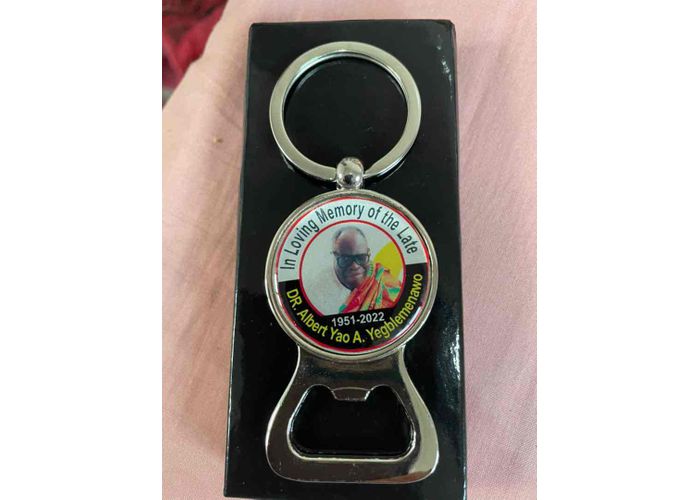 In Loving Memory of the Late
1951-2022
DR. Albert Yao A. Yegblemenawo